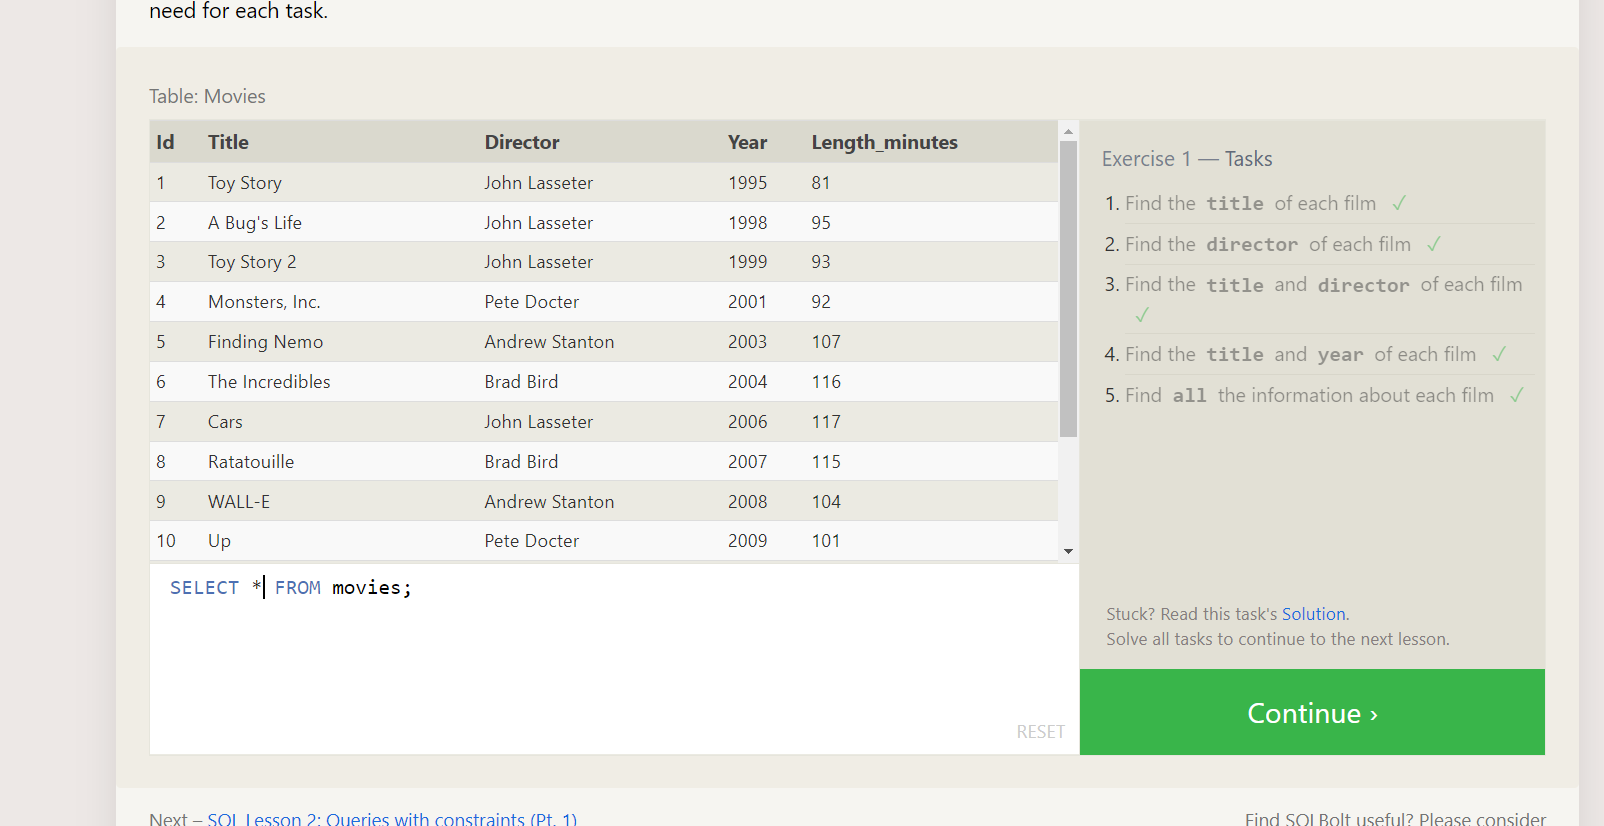 need for each task.
Table: Movies
Id Title Director Year Length_minutes
1 Toy Story John Lasseter 1995 81
2 A Bug's Life John Lasseter 1998 95
3 Toy Story 2 John Lasseter 1999 93
4 Monsters, Inc. Pete Docter 2001 92
5 Finding Nemo Andrew Stanton 2003 107
6 The Incredibles Brad Bird 2004 116
7 Cars John Lasseter 2006 117
8 Ratatouille Brad Bird 2007 115
9 WALL-E Andrew Stanton 2008 104
10 Up Pete Docter 2009 101
SELECT * FROM movies;
RESET
Exercise 1 — Tasks
1. Find the title of each film ✓
2. Find the director of each film ✓
3. Find the title and director of each film
✓
4. Find the title and year of each film ✓
5. Find all the information about each film ✓
Stuck? Read this task's Solution.
Solve all tasks to continue to the next lesson.
Continue ›
Next – SQL Lesson 2: Queries with constraints (Pt. 1)
Find SQLBolt useful? Please consider